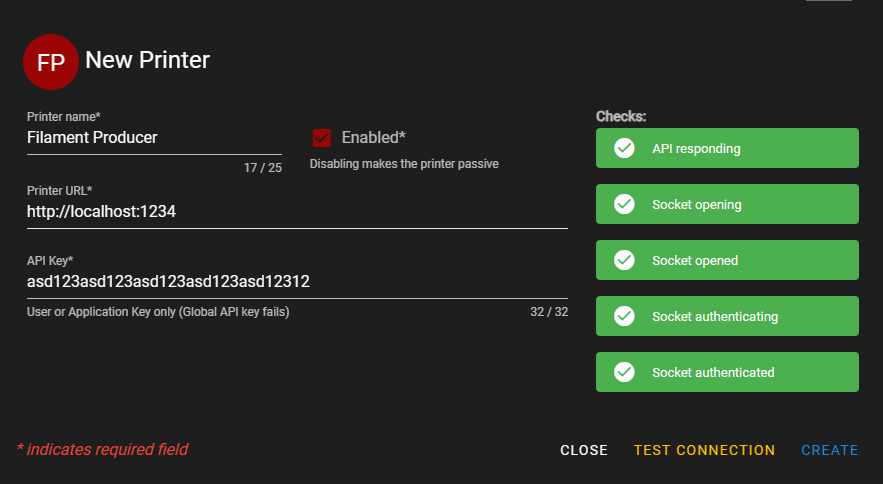 FP New Printer
Printer name*
Filament Producer
17 / 25
Enabled*
Disabling makes the printer passive
Printer URL*
http://localhost:1234
API Key*
asd123asd123asd123asd123asd12312
User or Application Key only (Global API key fails)
32 / 32
Checks:
API responding
Socket opening
Socket opened
Socket authenticating
Socket authenticated
* indicates required field
CLOSE
TEST CONNECTION
CREATE